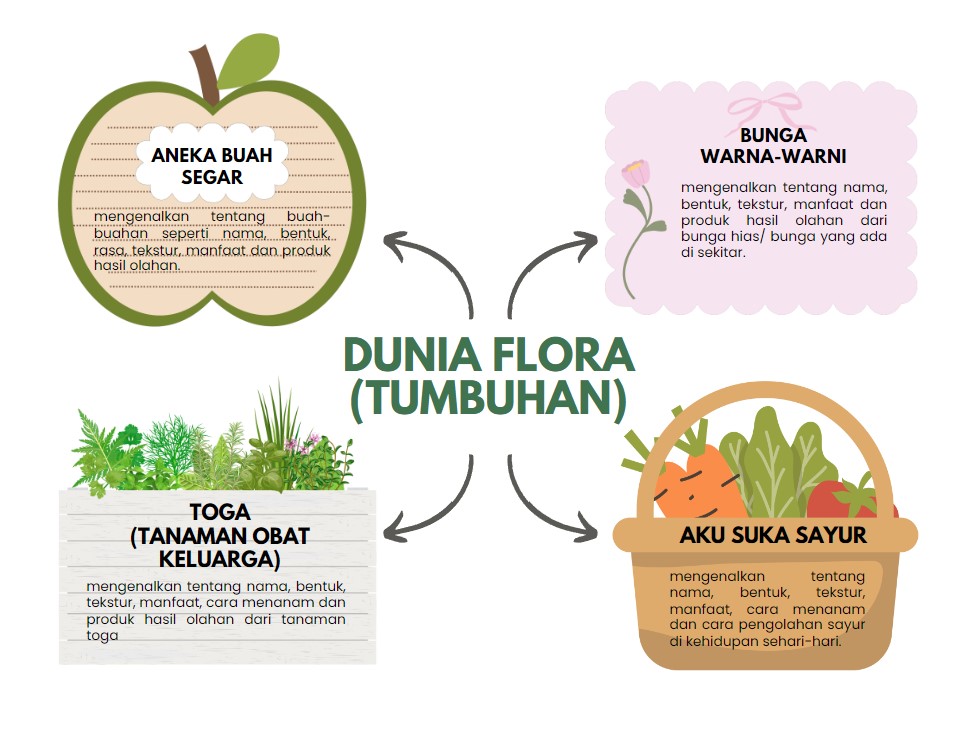 ANEKA BUAH
SEGAR
mengenalkan tentang buah-
buahan seperti nama, bentuk,
rasa, tekstur, manfaat dan produk
hasil olahan.
BUNGA
WARNA-WARNI
mengenalkan tentang nama,
bentuk, tekstur, manfaat dan
produk hasil olahan dari
bunga hias/ bunga yang ada
di sekitar.
DUNIA FLORA
(TUMBUHAN)
TOGA
(TANAMAN OBAT
KELUARGA)
mengenalkan tentang nama, bentuk,
tekstur, manfaat, cara menanam dan
produk hasil olahan dari tanaman
toga
AKU SUKA SAYUR
mengenalkan tentang
nama, bentuk, tekstur,
manfaat, cara menanam
dan cara pengolahan sayur
di kehidupan sehari-hari.